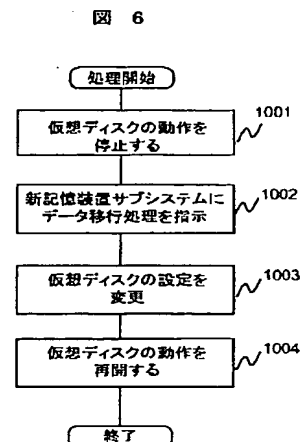 図 6
処理開始
仮想ディスクの動作を
停止する
1001
新記憶装置サブシステムに
データ移行処理を指示
1002
仮想ディスクの設定を
変更
1003
仮想ディスクの動作を
再開する
1004
終了